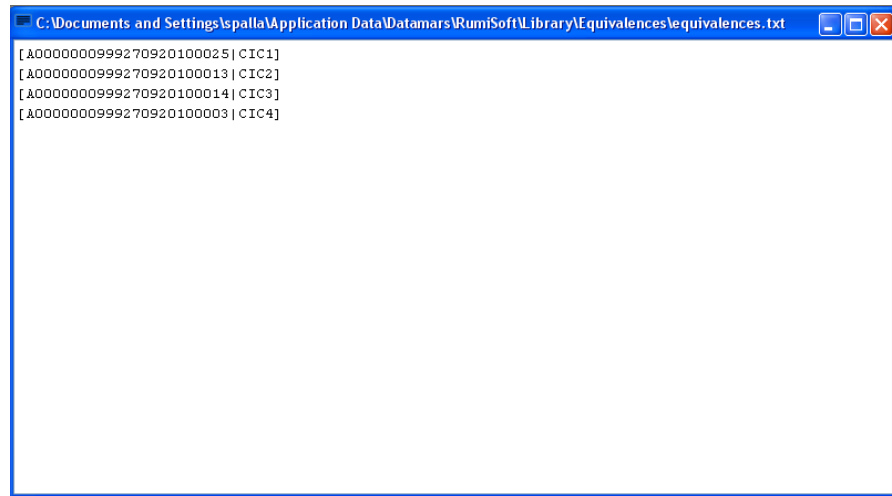 C:\Documents and Settings\spalla\Application Data\Datamars\RumiSoft\Library\Equivalences\equivalences.txt
[A0000000999270920100025|CIC1]
[A0000000999270920100013|CIC2]
[A0000000999270920100014|CIC3]
[A0000000999270920100003|CIC4]